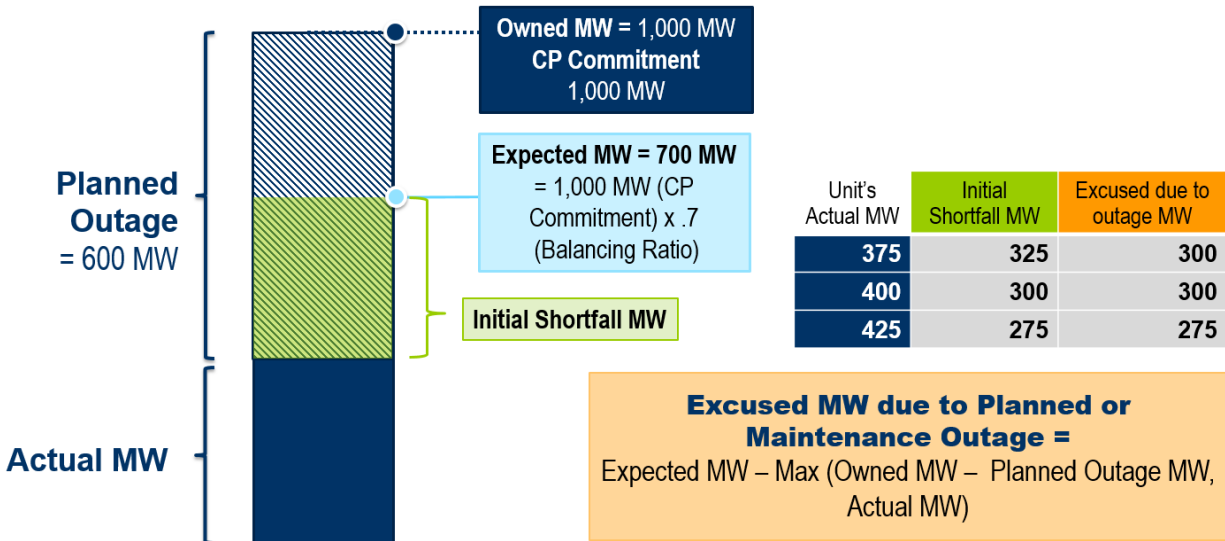 Owned MW = 1,000 MW
CP Commitment
1,000 MW
Planned
Outage
= 600 MW
Expected MW = 700 MW
= 1,000 MW (CP
Commitment) x .7
(Balancing Ratio)
Initial Shortfall MW
Actual MW
Unit's Actual MW Initial Shortfall MW Excused due to outage MW
375 325 300
400 300 300
425 275 275
Excused MW due to Planned or
Maintenance Outage =
Expected MW – Max (Owned MW – Planned Outage MW,
Actual MW)